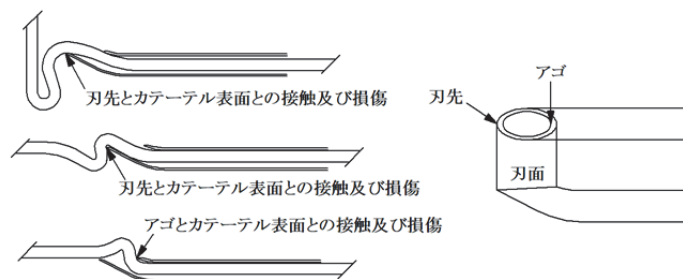 刃先とカテーテル表面との接触及び損傷
刃先とカテーテル表面との接触及び損傷
アゴとカテーテル表面との接触及び損傷
アゴ
刃先
刃面